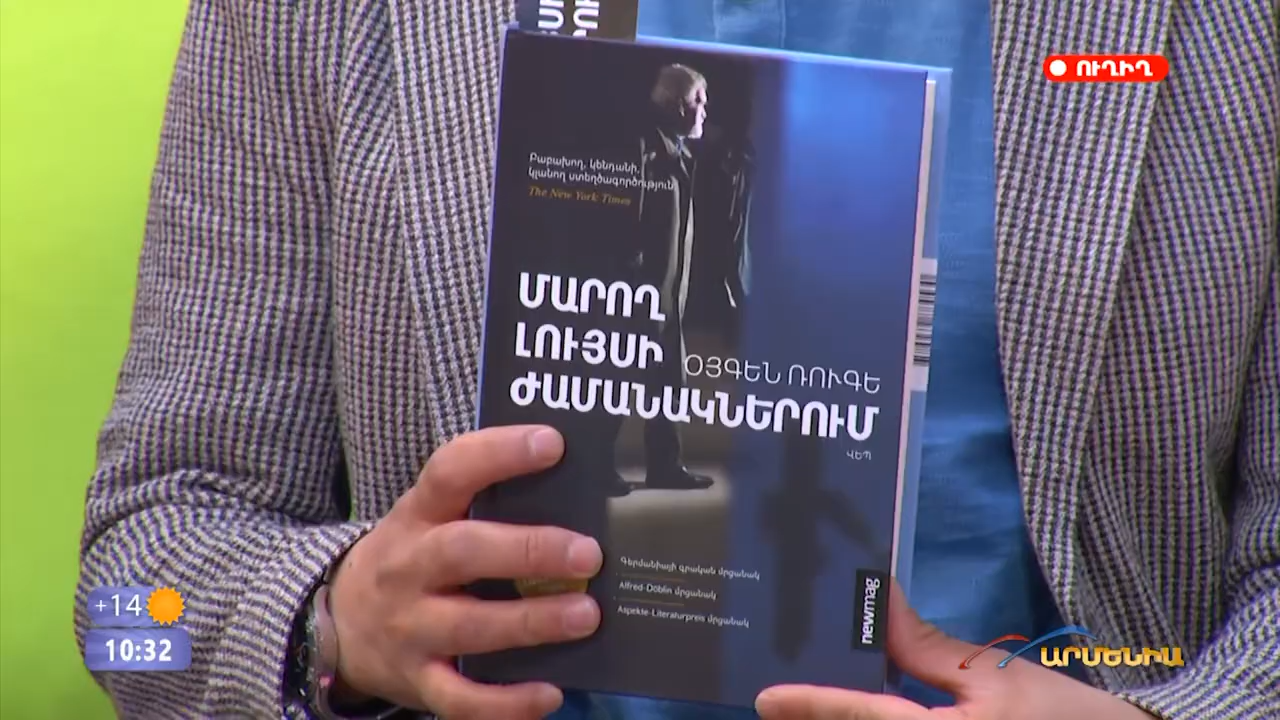 ՈՒՂԻՂ
Բաբախող, կենդանի,
կլանող ստեղծագործություն
The New York Times
ՄԱՐՈՂ
ԼՈՒՅՍԻ
ՕՅԳԵՆ ՌՈՒԳԵ
ԺԱՄԱՆԱԿՆԵՐՈՒՄ
ՎԵՊ
Գերմանիայի գրական մրցանակ
Alfred-Döblin մրցանակ
Aspekte-Literaturpreis մրցանակ
newmag
+14
10:32
ԱՐՄԵՆԻԱ